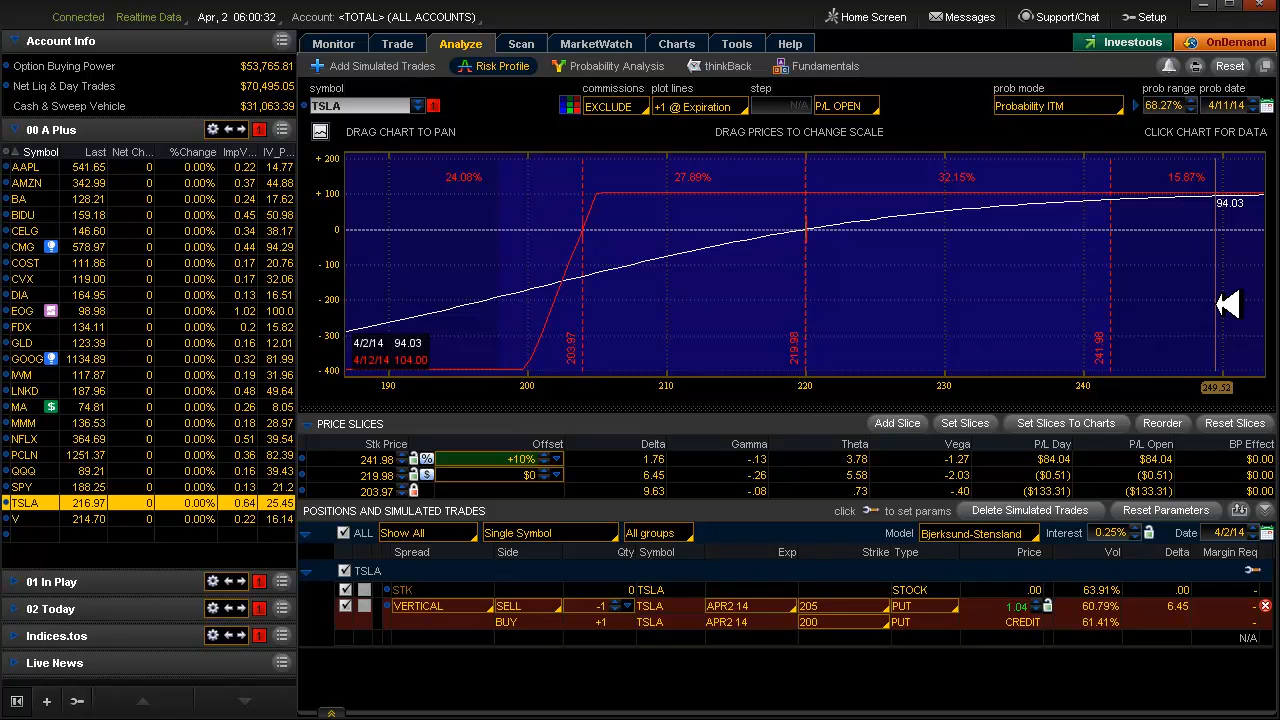 Connected Realtime Data Apr, 2 06:00:32 Account: <TOTAL> (ALL ACCOUNTS) Home Screen Messages Support/Chat Setup
Account Info
Option Buying Power $53,765.81
Net Liq & Day Trades $70,495.05
Cash & Sweep Vehicle $31,063.39
00 A Plus 1
Symbol Last Net Ch... %Change ImpV... IV_P...
AAPL 541.65 0 0.00% 0.22 14.77
AMZN 342.99 0 0.00% 0.37 44.88
BA 128.21 0 0.00% 0.24 17.62
BIDU 159.18 0 0.00% 0.45 50.98
CELG 146.60 0 0.00% 0.34 38.17
CMG 578.97 0 0.00% 0.44 94.29
COST 111.86 0 0.00% 0.17 20.76
CVX 119.00 0 0.00% 0.17 32.06
DIA 164.95 0 0.00% 0.13 16.51
EOG 98.98 0 0.00% 1.02 100.0
FDX 134.11 0 0.00% 0.2 15.82
GLD 123.39 0 0.00% 0.16 12.01
GOOG 1134.89 0 0.00% 0.32 81.99
IWM 117.87 0 0.00% 0.19 31.96
LNKD 187.96 0 0.00% 0.48 49.64
MA $ 74.81 0 0.00% 0.26 8.05
MMM 136.53 0 0.00% 0.18 28.97
NFLX 364.69 0 0.00% 0.51 39.54
PCLN 1251.37 0 0.00% 0.36 82.39
QQQ 89.21 0 0.00% 0.16 39.43
SPY 188.25 0 0.00% 0.13 21.2
TSLA 216.97 0 0.00% 0.64 25.45
V 214.70 0 0.00% 0.22 16.14
01 In Play 1
02 Today 1
Indices.tos 1
Live News
Monitor Trade Analyze Scan MarketWatch Charts Tools Help Investools OnDemand
Add Simulated Trades Risk Profile Probability Analysis thinkBack Fundamentals Reset
symbol commissions plot lines step prob mode prob range prob date
TSLA 1 EXCLUDE +1 @ Expiration N/A P/L OPEN Probability ITM 68.27% 4/11/14
DRAG CHART TO PAN DRAG PRICES TO CHANGE SCALE CLICK CHART FOR DATA
+ 200
24.08% 27.89% 32.15% 15.87%
+ 100
94.03
0
- 100
- 200
- 300
4/2/14 94.03
4/12/14 104.00
203.97 219.98 241.98
- 400
190 200 210 220 230 240 249.52
PRICE SLICES Add Slice Set Slices Set Slices To Charts Reorder Reset Slices
Stk Price Offset Delta Gamma Theta Vega P/L Day P/L Open BP Effect
241.98 % +10% 1.76 -.13 3.78 -1.27 $84.04 $84.04 $0.00
219.98 $ $0 6.45 -.26 5.58 -2.03 ($0.51) ($0.51) $0.00
203.97 9.63 -.08 .73 -.40 ($133.31) ($133.31) $0.00
POSITIONS AND SIMULATED TRADES click to set params Delete Simulated Trades Reset Parameters
ALL Show All Single Symbol All groups Model Bjerksund-Stensland Interest 0.25% Date 4/2/14
Spread Side Qty Symbol Exp Strike Type Price Vol Delta Margin Req
TSLA
STK 0 TSLA STOCK .00 63.91% .00 -
VERTICAL SELL -1 TSLA APR2 14 205 PUT 1.04 60.79% 6.45 -
BUY +1 TSLA APR2 14 200 PUT CREDIT 61.41% -
N/A